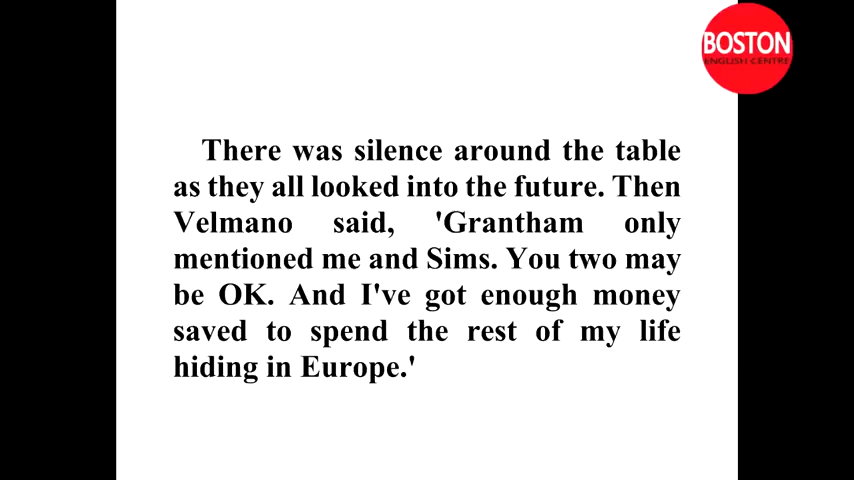 BOSTON
ENGLISH CENTRE
There was silence around the table
as they all looked into the future. Then
Velmano said, 'Grantham only
mentioned me and Sims. You two may
be OK. And I've got enough money
saved to spend the rest of my life
hiding in Europe.'